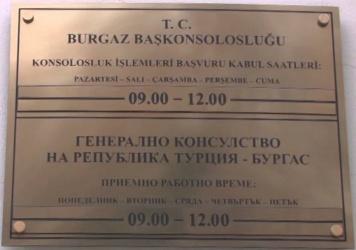 T. C.
BURGAZ BAŞKONSOLOSLUĞU
KONSOLOSLUK İŞLEMLERİ BAŞVURU KABUL SAATLERİ:
PAZARTESİ – SALI – ÇARŞAMBA – PERŞEMBE – CUMA
09.00 – 12.00
ГЕНЕРАЛНО КОНСУЛСТВО
НА РЕПУБЛИКА ТУРЦИЯ - БУРГАС
ПРИЕМНО РАБОТНО ВРЕМЕ:
ПОНЕДЕЛНИК – ВТОРНИК – СРЯДА – ЧЕТВЪРТЪК – ПЕТЪК
09.00 – 12.00